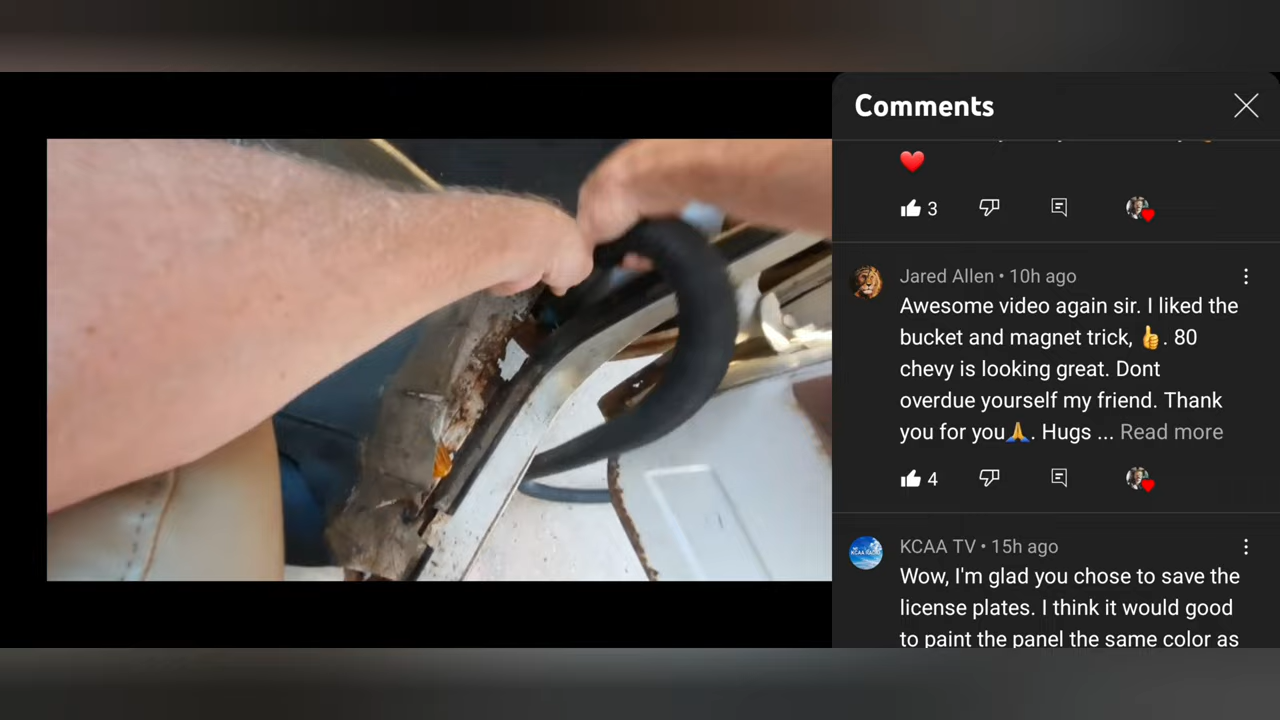 Comments
❤️
3
Jared Allen • 10h ago
Awesome video again sir. I liked the
bucket and magnet trick, 👍. 80
chevy is looking great. Dont
overdue yourself my friend. Thank
you for you🙏. Hugs ... Read more
4
KCAA TV • 15h ago
Wow, I'm glad you chose to save the
license plates. I think it would good
to paint the panel the same color as